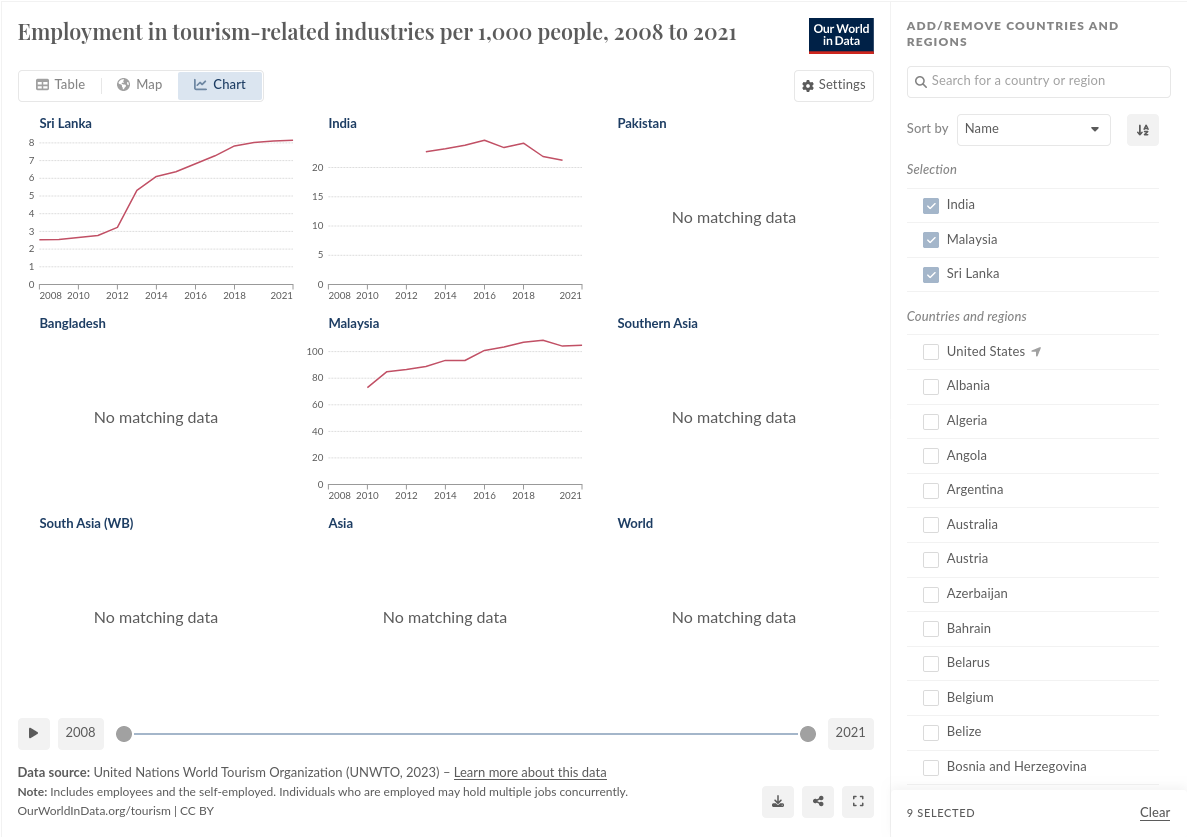 Employment in tourism-related industries per 1,000 people, 2008 to 2021
Our World
in Data
Table
Map
Chart
Settings
Sri Lanka
8
7
6
5
4
3
2
1
0
2008 2010 2012 2014 2016 2018 2021
India
20
15
10
5
0
2008 2010 2012 2014 2016 2018 2021
Pakistan
No matching data
Bangladesh
No matching data
Malaysia
100
80
60
40
20
0
2008 2010 2012 2014 2016 2018 2021
Southern Asia
No matching data
South Asia (WB)
No matching data
Asia
No matching data
World
No matching data
2008
2021
Data source: United Nations World Tourism Organization (UNWTO, 2023) – Learn more about this data
Note: Includes employees and the self-employed. Individuals who are employed may hold multiple jobs concurrently.
OurWorldInData.org/tourism | CC BY
ADD/REMOVE COUNTRIES AND
REGIONS
Search for a country or region
Sort by
Name
Selection
India
Malaysia
Sri Lanka
Countries and regions
United States
Albania
Algeria
Angola
Argentina
Australia
Austria
Azerbaijan
Bahrain
Belarus
Belgium
Belize
Bosnia and Herzegovina
9 SELECTED
Clear